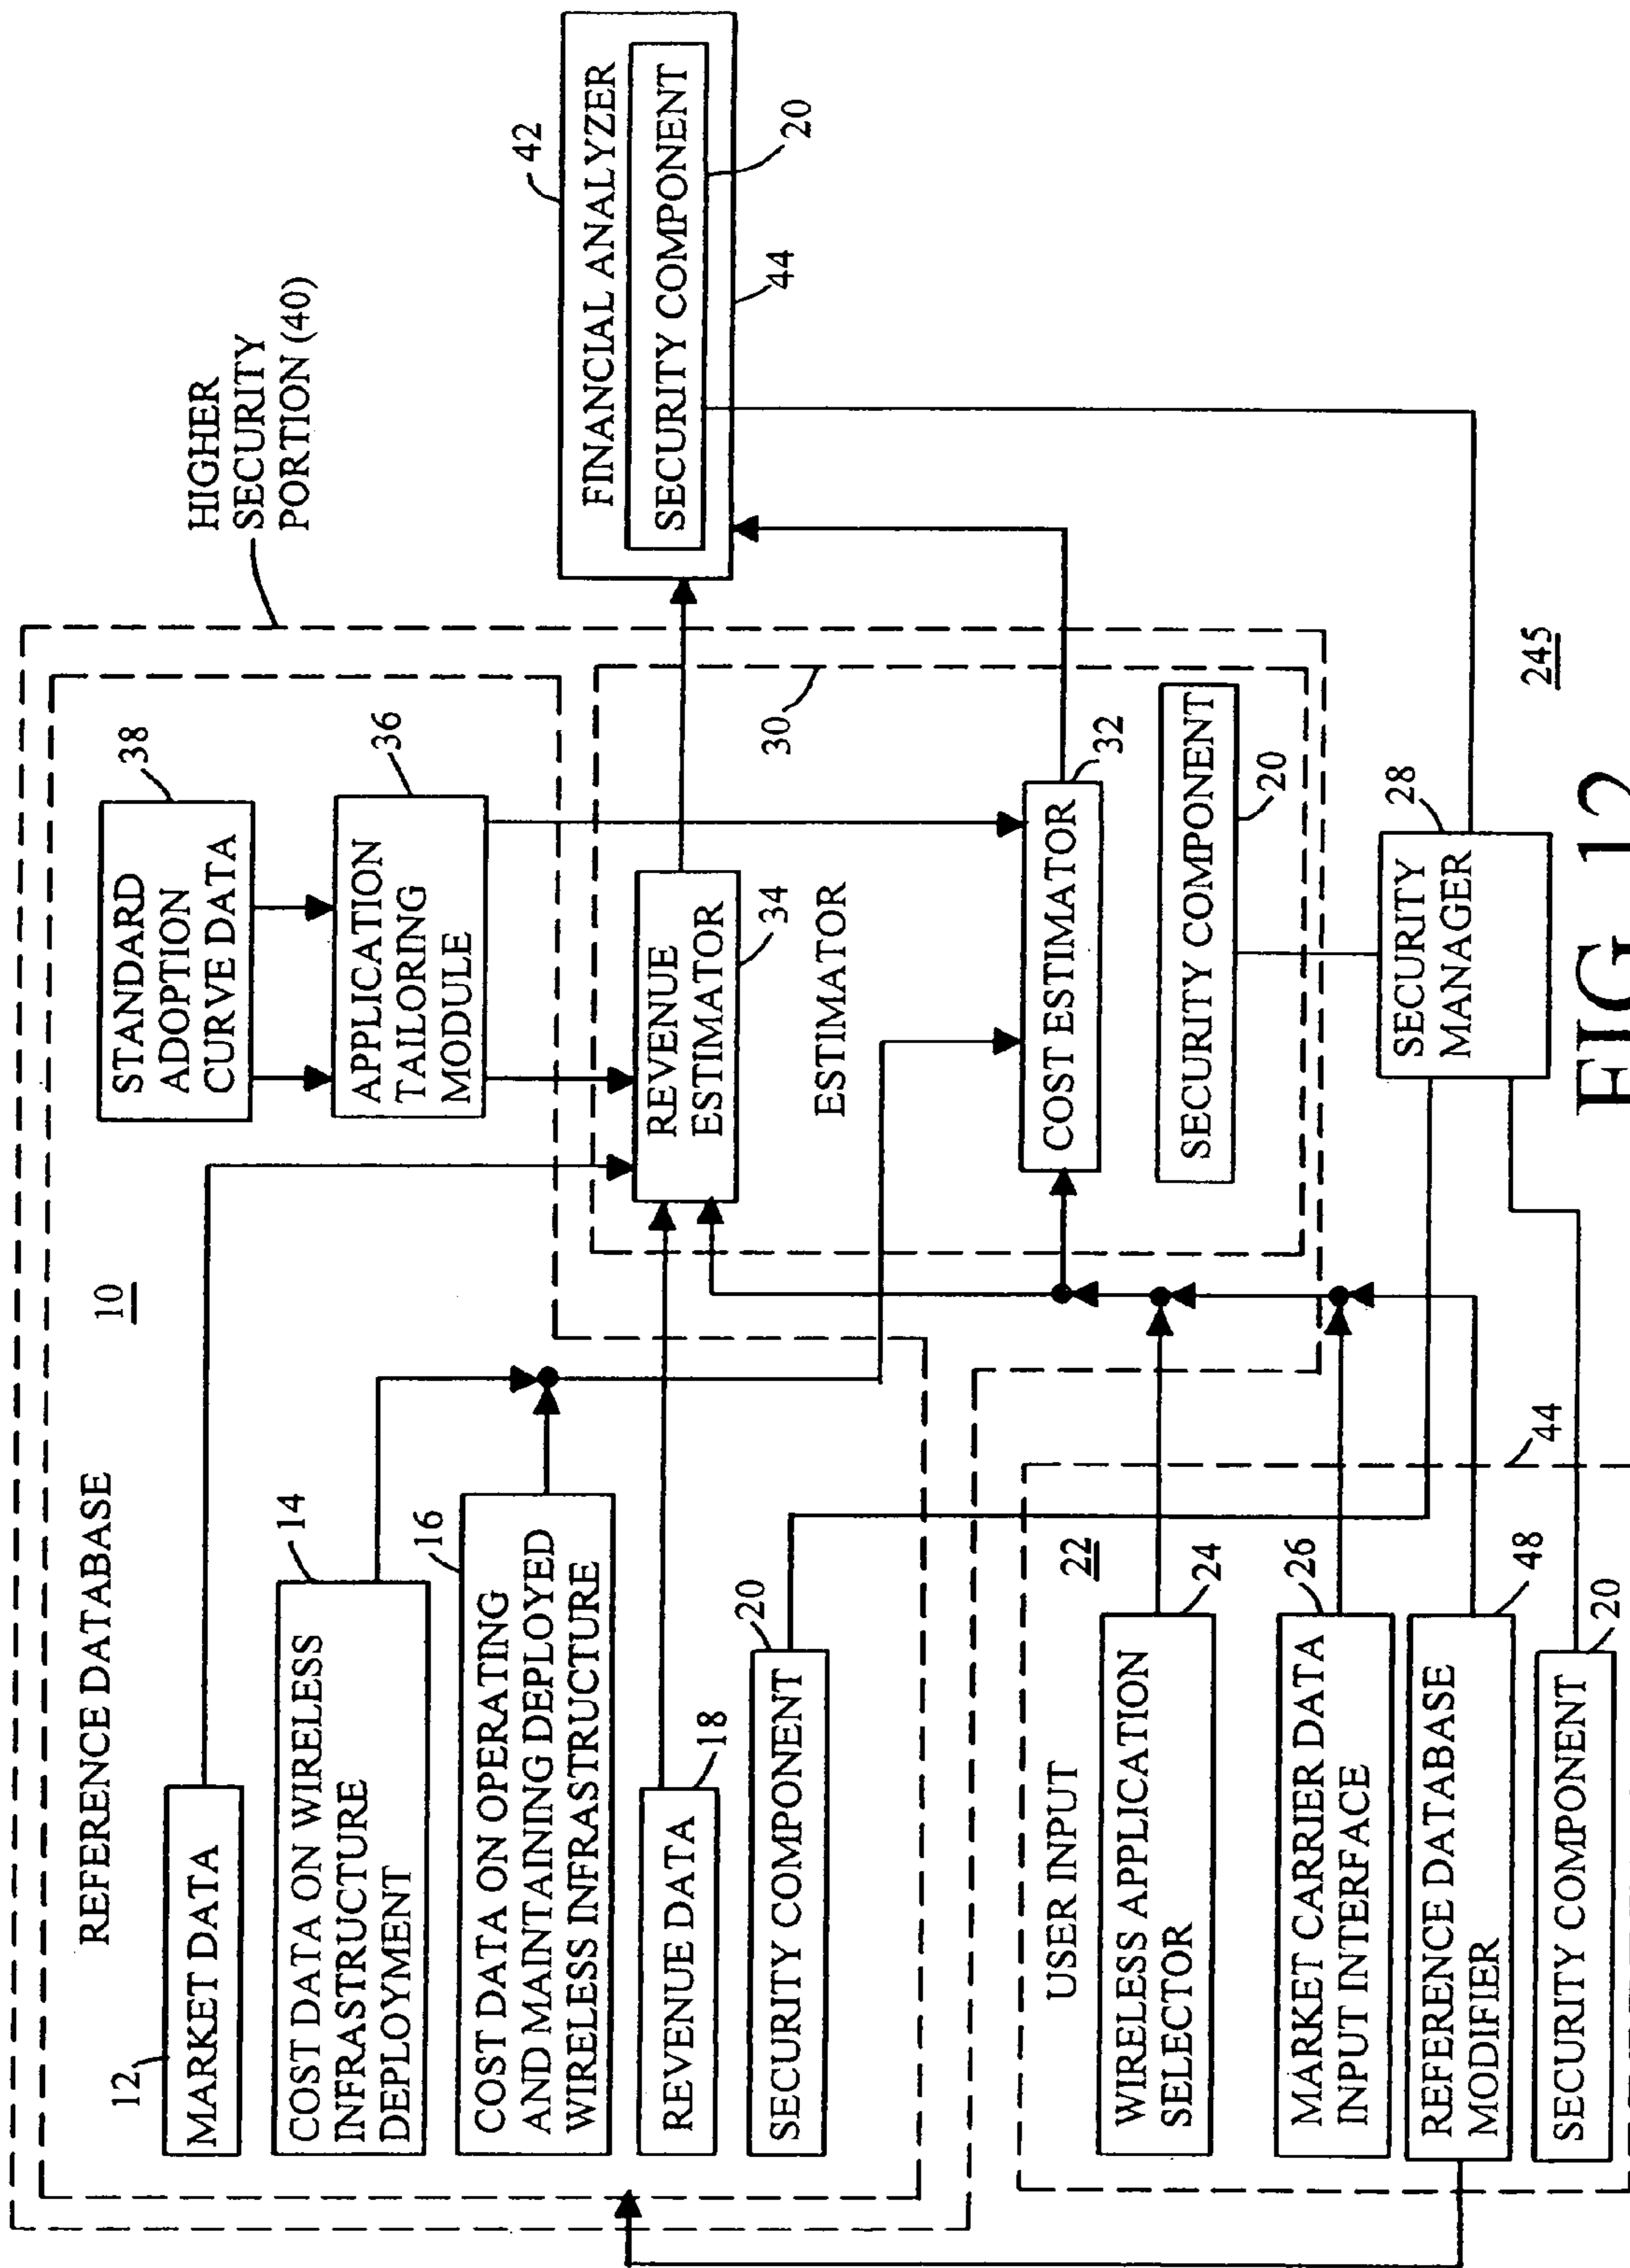 HIGHER
SECURITY
PORTION (40)
REFERENCE DATABASE
10
12
MARKET DATA
14
COST DATA ON WIRELESS
INFRASTRUCTURE
DEPLOYMENT
16
COST DATA ON OPERATING
AND MAINTAINING DEPLOYED
WIRELESS INFRASTRUCTURE
18
REVENUE DATA
20
SECURITY COMPONENT
38
STANDARD
ADOPTION
CURVE DATA
36
APPLICATION
TAILORING
MODULE
30
REVENUE
ESTIMATOR
34
ESTIMATOR
COST ESTIMATOR
32
SECURITY COMPONENT
20
42
FINANCIAL ANALYZER
SECURITY COMPONENT
20
44
USER INPUT
22
WIRELESS APPLICATION
SELECTOR
24
MARKET CARRIER DATA
INPUT INTERFACE
26
REFERENCE DATABASE
MODIFIER
48
SECURITY COMPONENT
20
44
SECURITY
MANAGER
28
245
FIG. 12